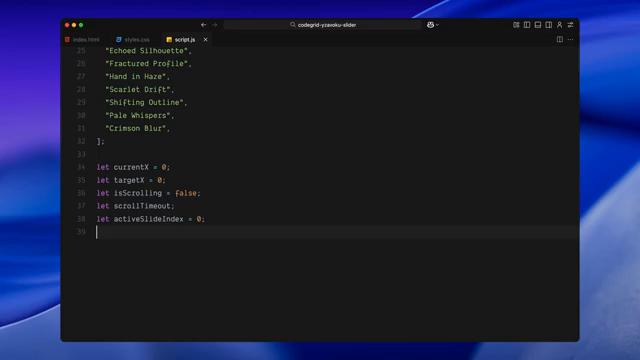 codegrid-yzavoku-slider
index.html
styles.css
script.js
25 "Echoed Silhouette",
26 "Fractured Profile",
27 "Hand in Haze",
28 "Scarlet Drift",
29 "Shifting Outline",
30 "Pale Whispers",
31 "Crimson Blur",
32 ];
33
34 let currentX = 0;
35 let targetX = 0;
36 let isScrolling = false;
37 let scrollTimeout;
38 let activeSlideIndex = 0;
39